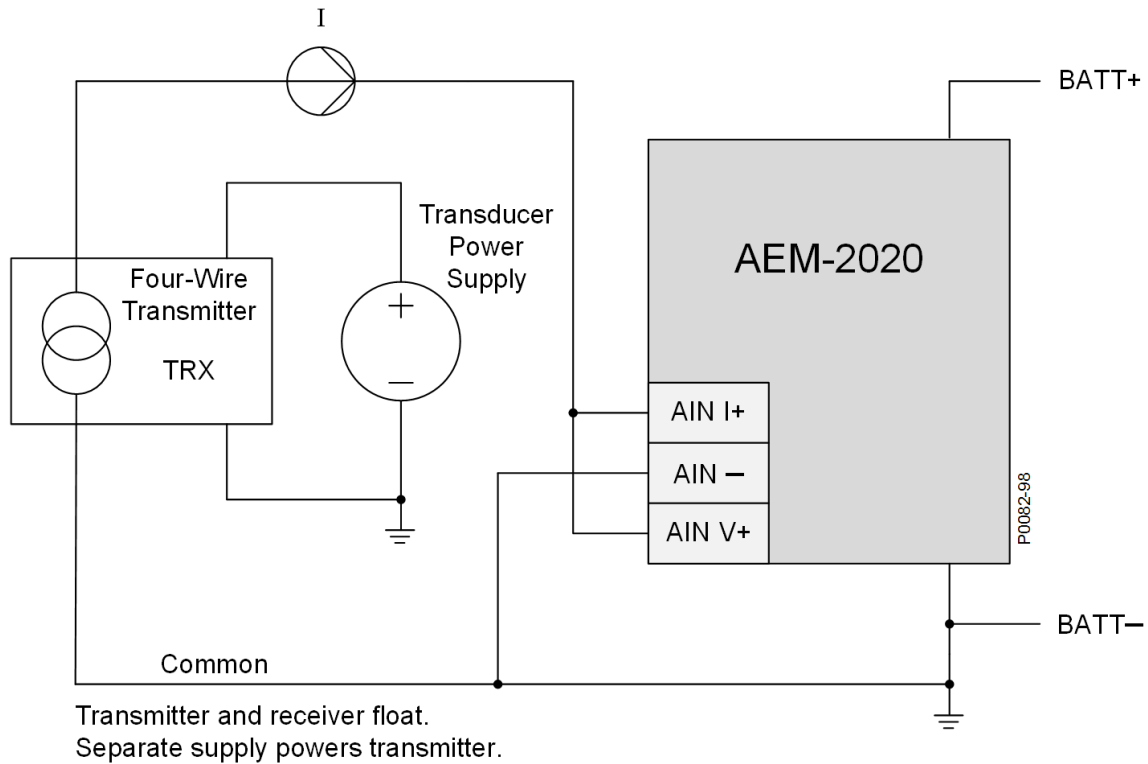 I
BATT+
Transducer
Power
Supply
AEM-2020
Four-Wire
Transmitter
TRX
+
−
AIN I+
AIN −
AIN V+
P0082-98
BATT−
Common
Transmitter and receiver float.
Separate supply powers transmitter.